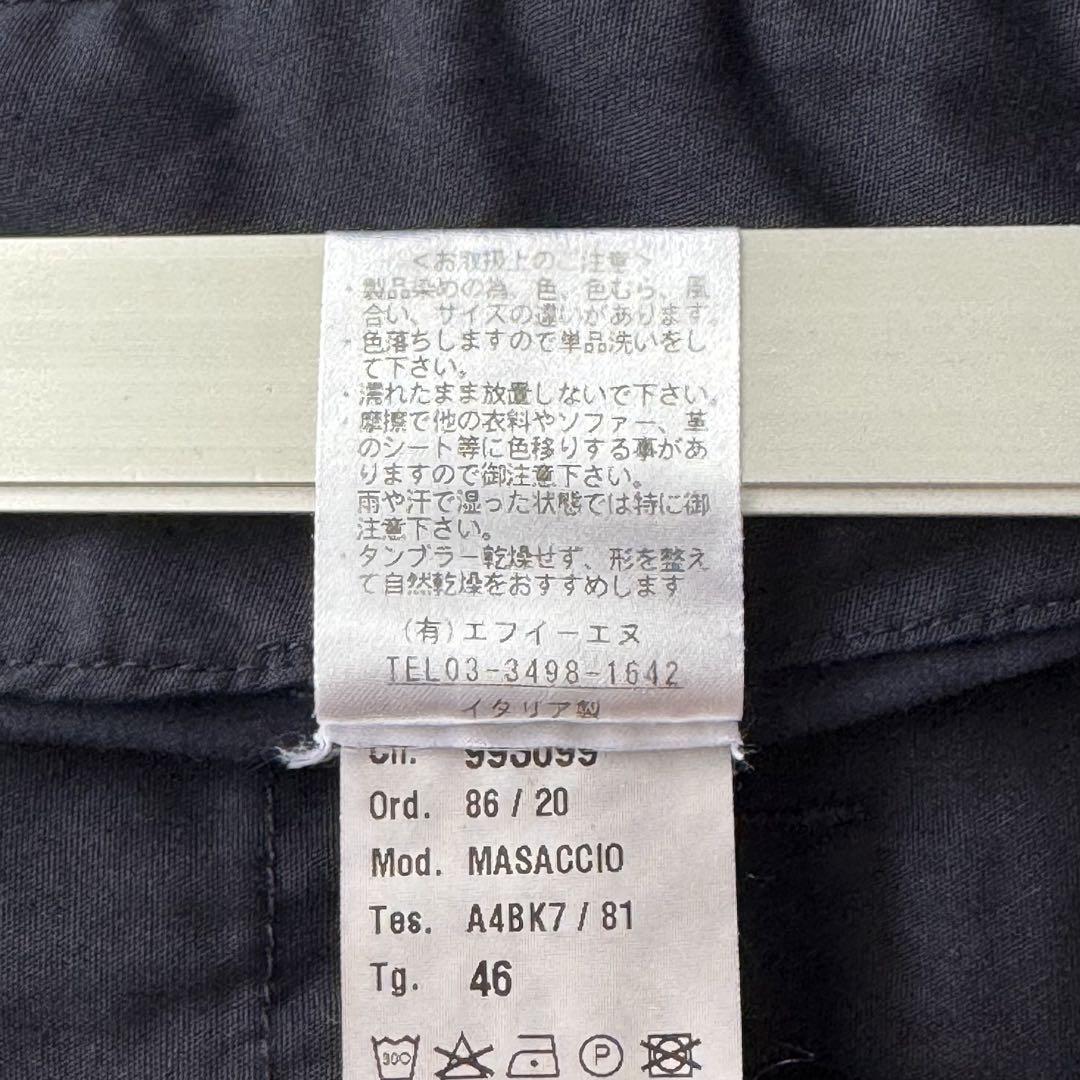 <お取扱上のご注意>
・製品染めの為、色、色むら、風
合い、サイズの違いがあります。
・色落ちしますので単品洗いをし
て下さい。
・濡れたまま放置しないで下さい。
・摩擦で他の衣料やソファー、革
のシート等に色移りする事があ
りますので御注意下さい。
雨や汗で湿った状態では特に御
注意下さい。
・タンブラー乾燥せず、形を整え
て自然乾燥をおすすめします
(有)エフイーエヌ
TEL03-3498-1642
イタリア製
993099
Ord. 86 / 20
Mod. MASACCIO
Tes. A4BK7 / 81
Tg. 46
P